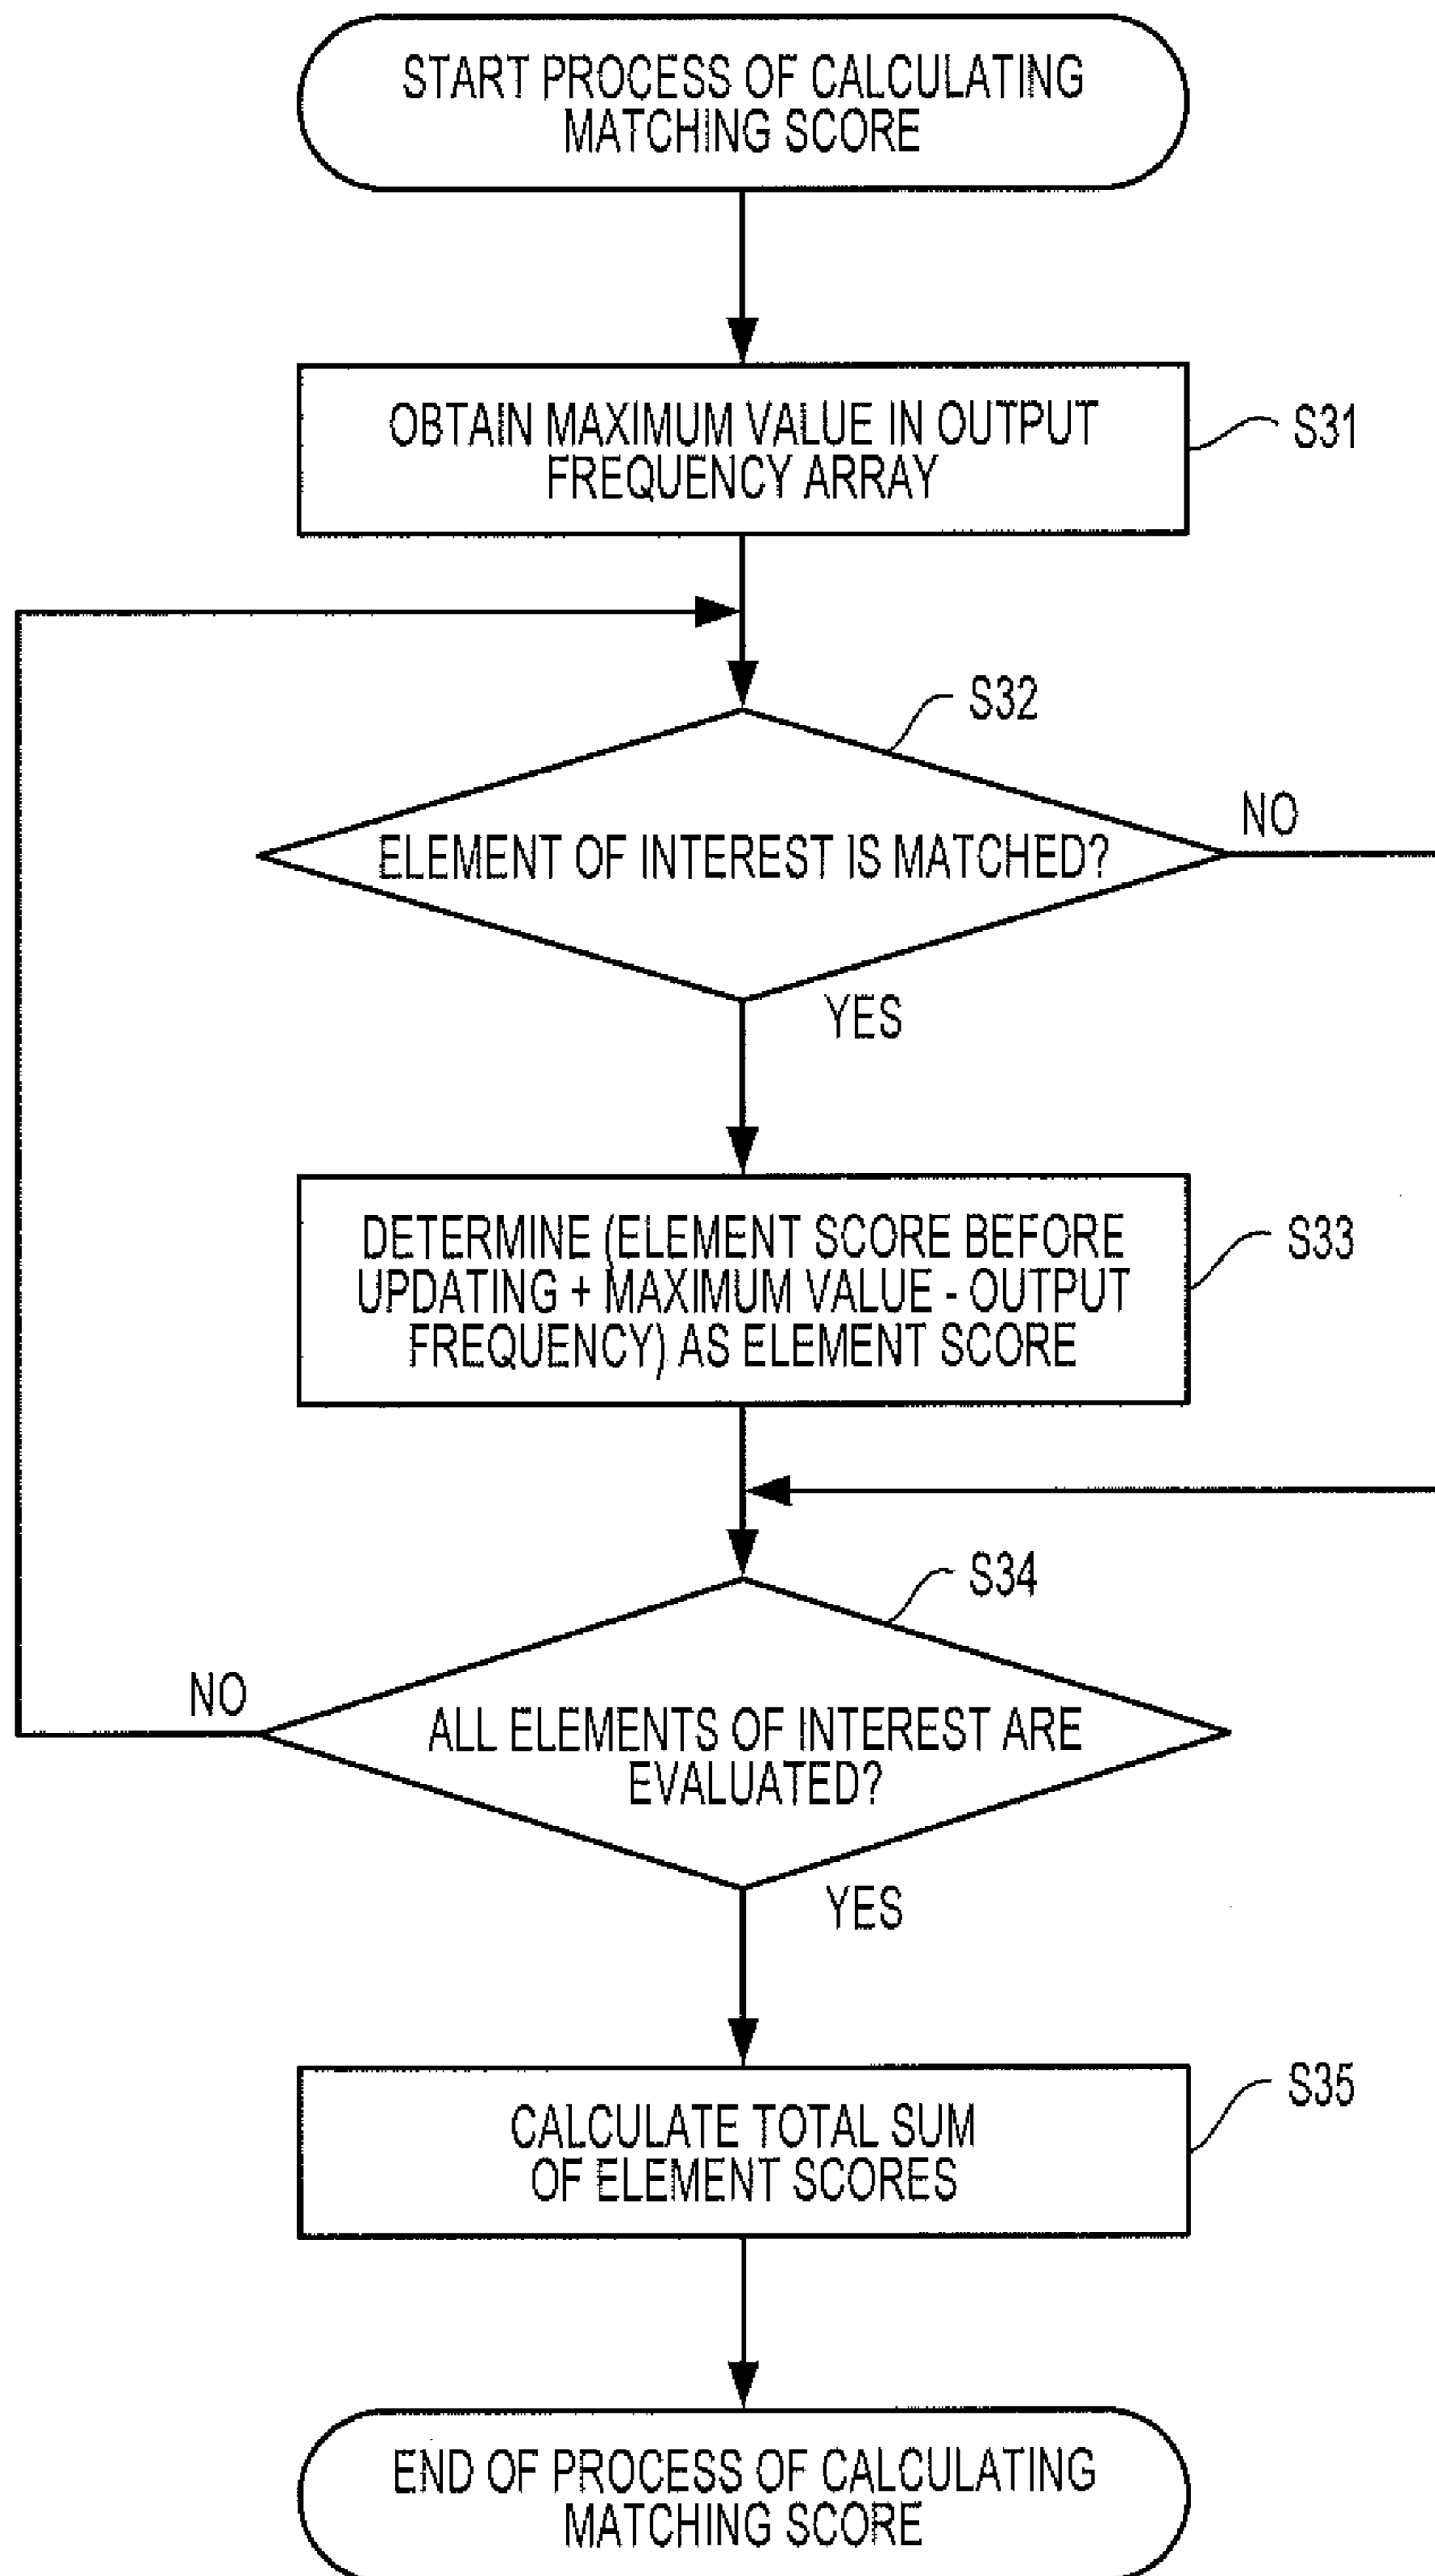 START PROCESS OF CALCULATING
MATCHING SCORE
OBTAIN MAXIMUM VALUE IN OUTPUT
FREQUENCY ARRAY
S31
S32
ELEMENT OF INTEREST IS MATCHED?
NO
YES
DETERMINE (ELEMENT SCORE BEFORE
UPDATING + MAXIMUM VALUE - OUTPUT
FREQUENCY) AS ELEMENT SCORE
S33
S34
NO
ALL ELEMENTS OF INTEREST ARE
EVALUATED?
YES
CALCULATE TOTAL SUM
OF ELEMENT SCORES
S35
END OF PROCESS OF CALCULATING
MATCHING SCORE